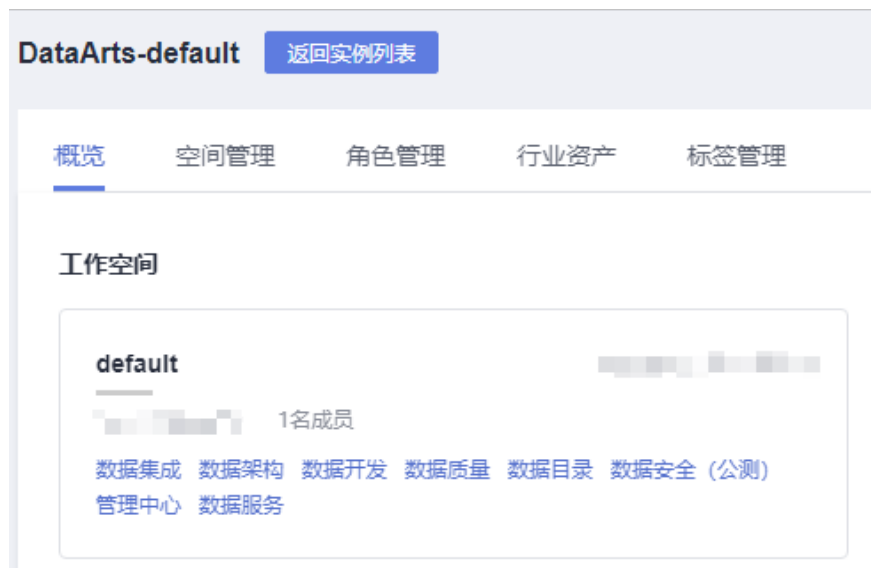 DataArts-default 返回实例列表
概览 空间管理 角色管理 行业资产 标签管理
工作空间
default
1名成员
数据集成 数据架构 数据开发 数据质量 数据目录 数据安全（公测）
管理中心 数据服务